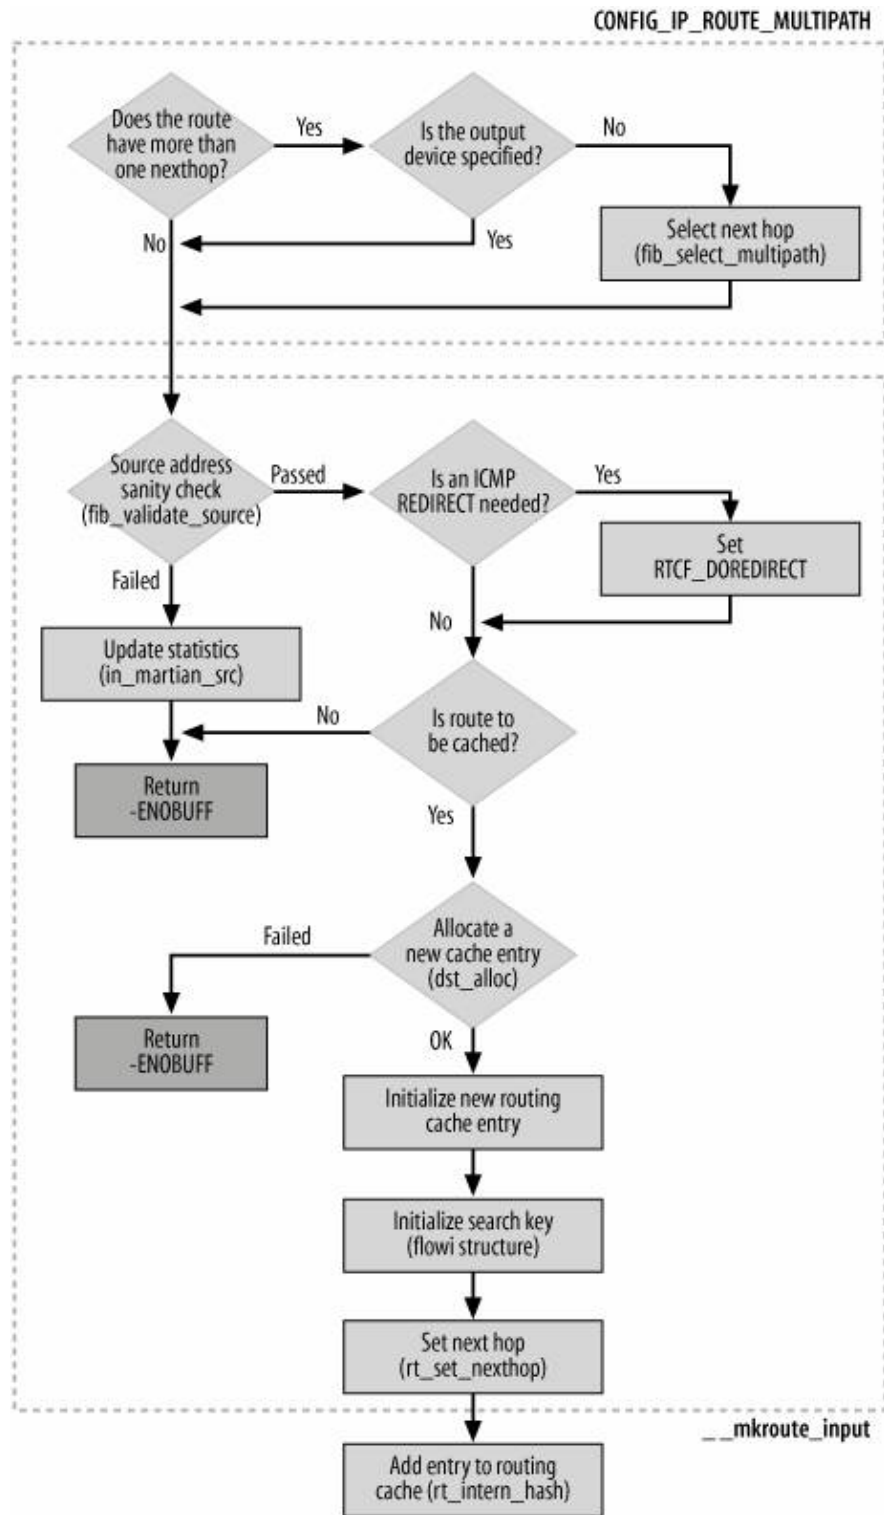 CONFIG_IP_ROUTE_MULTIPATH
Does the route
have more than
one nexthop?
Yes
Is the output
device specified?
No
No
Yes
Select next hop
(fib_select_multipath)
Source address
sanity check
(fib_validate_source)
Passed
Is an ICMP
REDIRECT needed?
Yes
Set
RTCF_DOREDIRECT
Failed
No
Update statistics
(in_martian_src)
No
Is route to
be cached?
Return
-ENOBUFF
Yes
Failed
Allocate a
new cache entry
(dst_alloc)
Return
-ENOBUFF
OK
Initialize new routing
cache entry
Initialize search key
(flowi structure)
Set next hop
(rt_set_nexthop)
_ _mkroute_input
Add entry to routing
cache (rt_intern_hash)